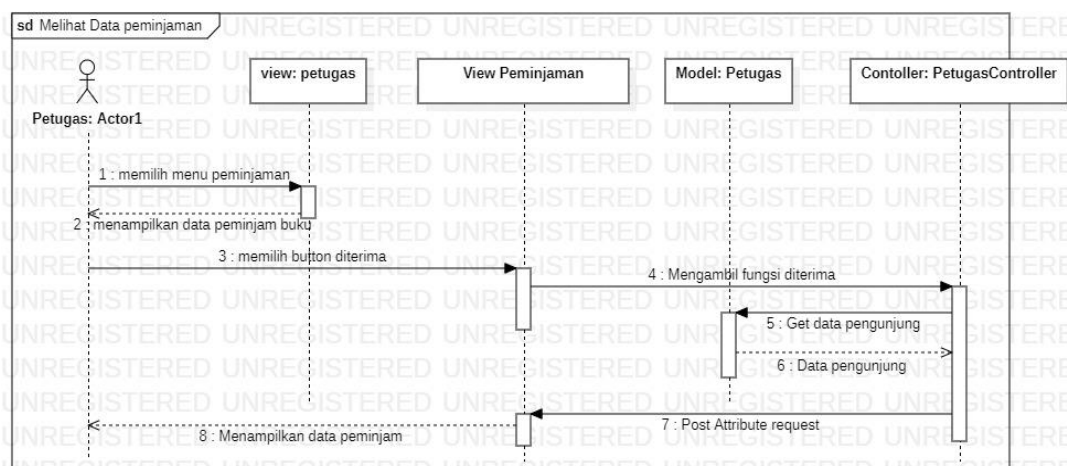 sd Melihat Data peminjaman
view: petugas
View Peminjaman
Model: Petugas
Contoller: PetugasController
Petugas: Actor1
1 : memilih menu peminjaman
2 : menampilkan data peminjam buku
3 : memilih button diterima
4 : Mengambil fungsi diterima
5 : Get data pengunjung
6 : Data pengunjung
7 : Post Attribute request
8 : Menampilkan data peminjam
UNREGISTERED